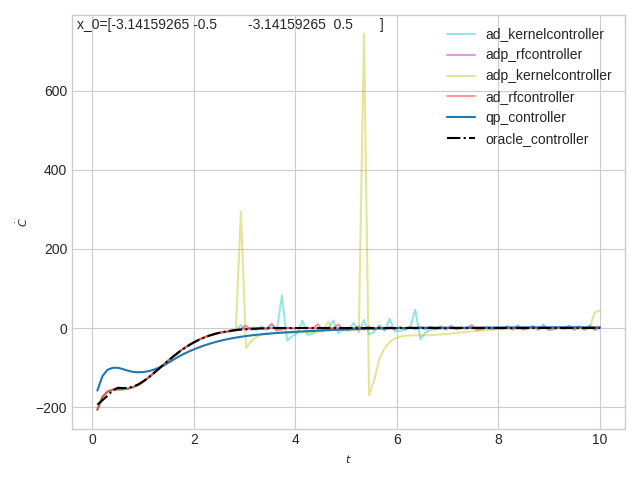 x_0=[-3.14159265 -0.5        -3.14159265  0.5       ]
ad_kernelcontroller
adp_rfcontroller
adp_kernelcontroller
ad_rfcontroller
qp_controller
oracle_controller
600
400
200
0
−200
Ċ
0 2 4 6 8 10
t